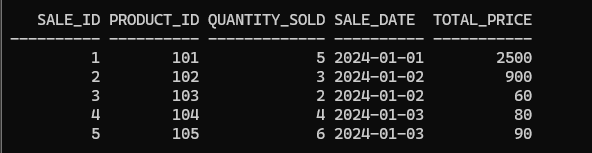 SALE_ID PRODUCT_ID QUANTITY_SOLD SALE_DATE TOTAL_PRICE
---------- ---------- ------------- ---------- -----------
1 101 5 2024-01-01 2500
2 102 3 2024-01-02 900
3 103 2 2024-01-02 60
4 104 4 2024-01-03 80
5 105 6 2024-01-03 90